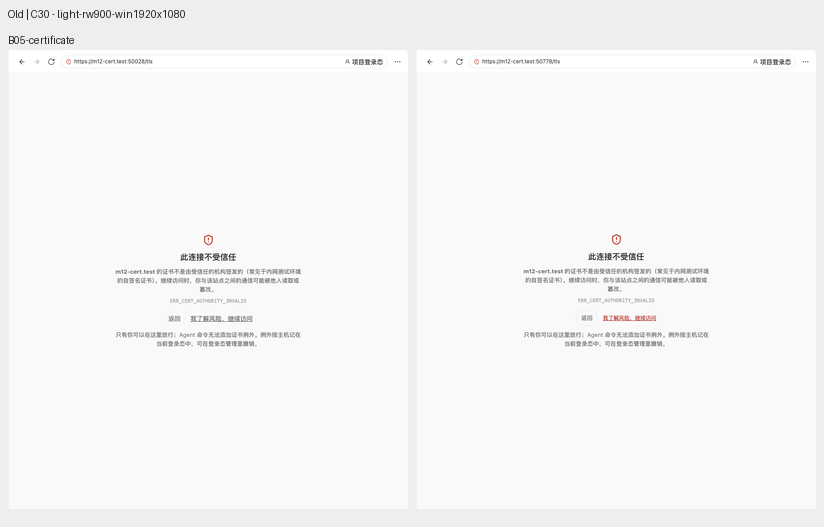 Old | C30 - light-rw900-win1920x1080
B05-certificate
https://m12-cert.test:50028/tls
项目登录态
此连接不受信任
m12-cert.test 的证书不是由受信任的机构签发的（常见于内网测试环境
的自签名证书）。继续访问时，你与该站点之间的通信可能被他人读取或
篡改。
ERR_CERT_AUTHORITY_INVALID
返回 我了解风险，继续访问
只有你可以在这里放行；Agent 命令无法添加证书例外。例外按主机记在
当前登录态中，可在登录态管理里撤销。
https://m12-cert.test:50778/tls
项目登录态
此连接不受信任
m12-cert.test 的证书不是由受信任的机构签发的（常见于内网测试环境
的自签名证书）。继续访问时，你与该站点之间的通信可能被他人读取或
篡改。
ERR_CERT_AUTHORITY_INVALID
返回 我了解风险，继续访问
只有你可以在这里放行；Agent 命令无法添加证书例外。例外按主机记在
当前登录态中，可在登录态管理里撤销。